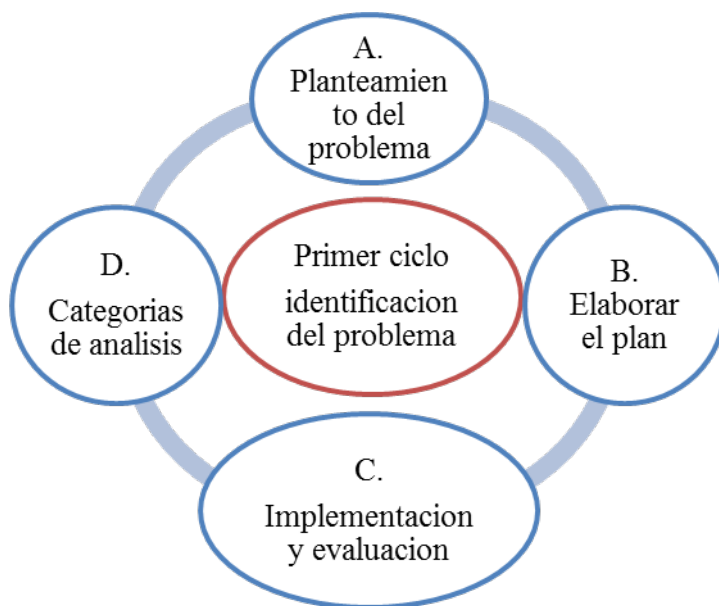 A.
Planteamien
to del
problema
D.
Categorias
de analisis
Primer ciclo
identificacion
del problema
B.
Elaborar
el plan
C.
Implementacion
y evaluacion